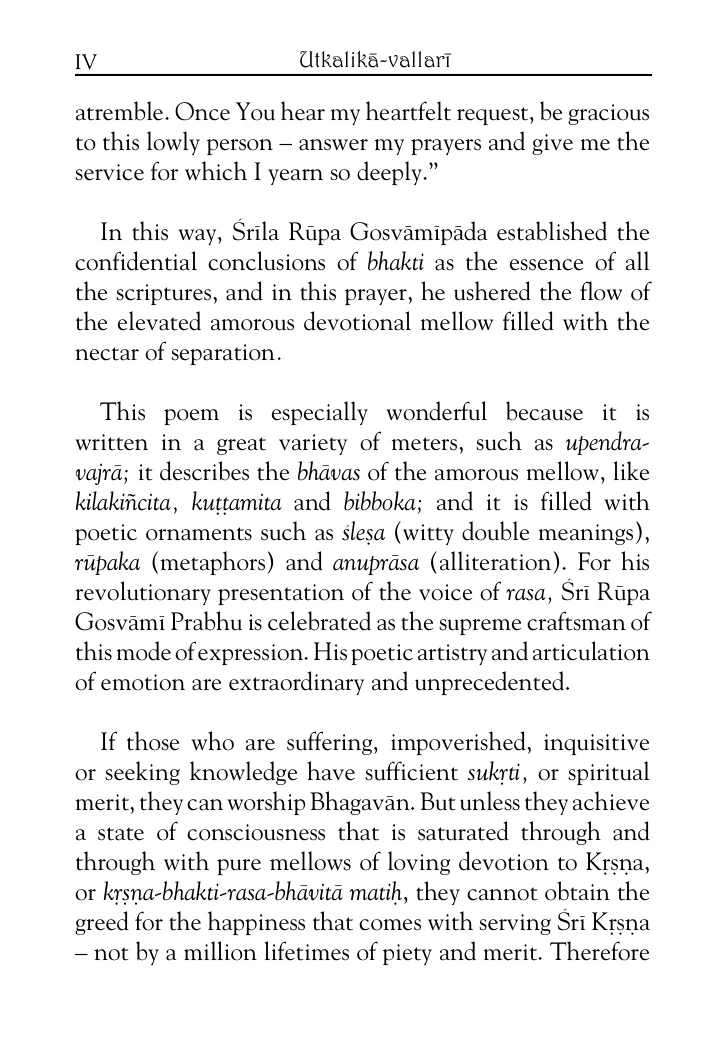 IV
Utkalikā-vallarī
atremble. Once You hear my heartfelt request, be gracious
to this lowly person – answer my prayers and give me the
service for which I yearn so deeply.”
In this way, Śrīla Rūpa Gosvāmīpāda established the
confidential conclusions of bhakti as the essence of all
the scriptures, and in this prayer, he ushered the flow of
the elevated amorous devotional mellow filled with the
nectar of separation.
This poem is especially wonderful because it is
written in a great variety of meters, such as upendra-
vajrā; it describes the bhāvas of the amorous mellow, like
kilakiñcita, kuṭṭamita and bibboka; and it is filled with
poetic ornaments such as śleṣa (witty double meanings),
rūpaka (metaphors) and anuprāsa (alliteration). For his
revolutionary presentation of the voice of rasa, Śrī Rūpa
Gosvāmī Prabhu is celebrated as the supreme craftsman of
this mode of expression. His poetic artistry and articulation
of emotion are extraordinary and unprecedented.
If those who are suffering, impoverished, inquisitive
or seeking knowledge have sufficient sukṛti, or spiritual
merit, they can worship Bhagavān. But unless they achieve
a state of consciousness that is saturated through and
through with pure mellows of loving devotion to Kṛṣṇa,
or kṛṣṇa-bhakti-rasa-bhāvitā matiḥ, they cannot obtain the
greed for the happiness that comes with serving Śrī Kṛṣṇa
– not by a million lifetimes of piety and merit. Therefore